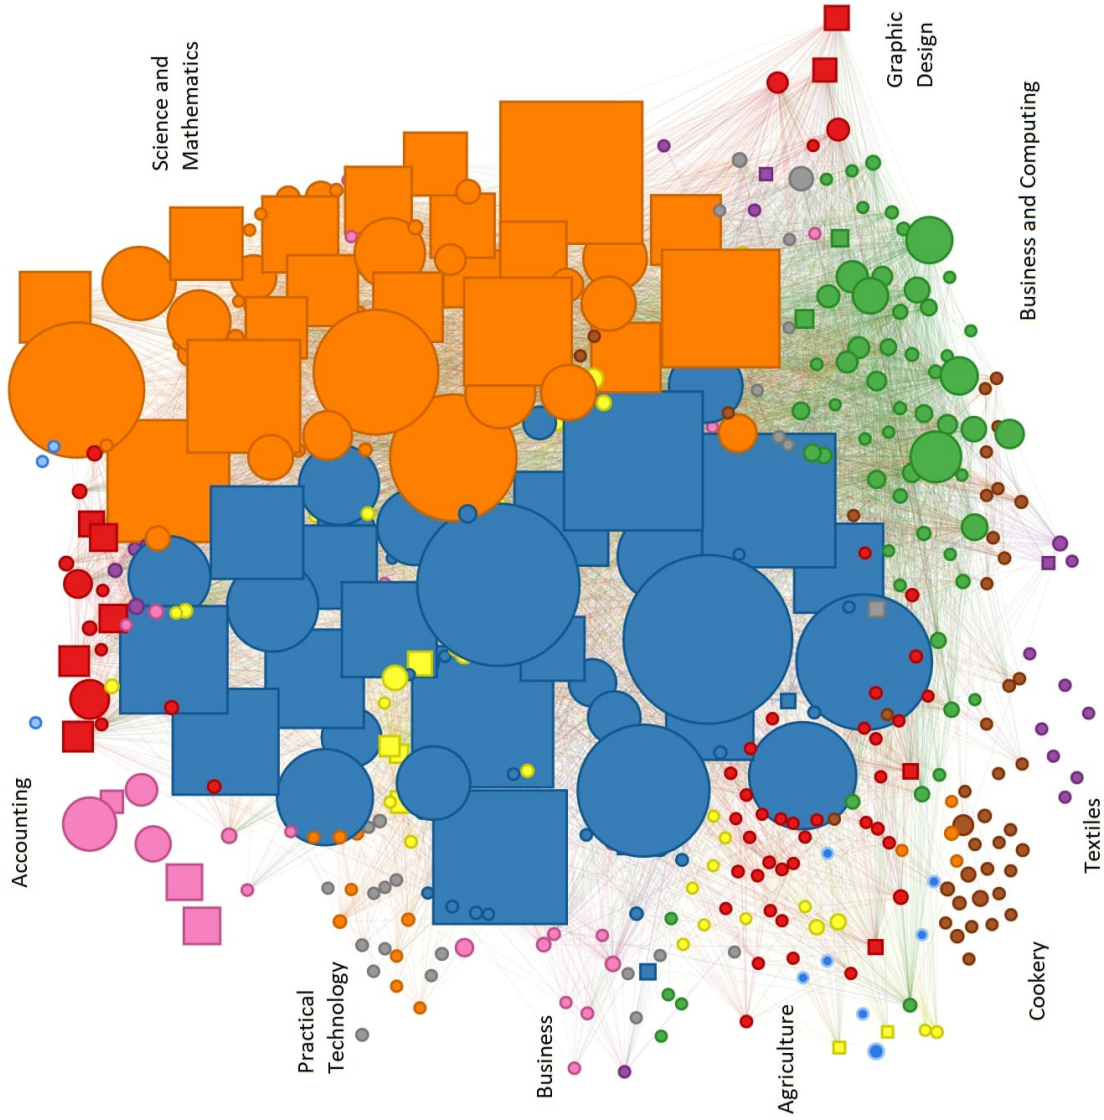 Science and
Mathematics
Graphic
Design
Business and Computing
Accounting
Practical
Technology
Business
Agriculture
Cookery
Textiles